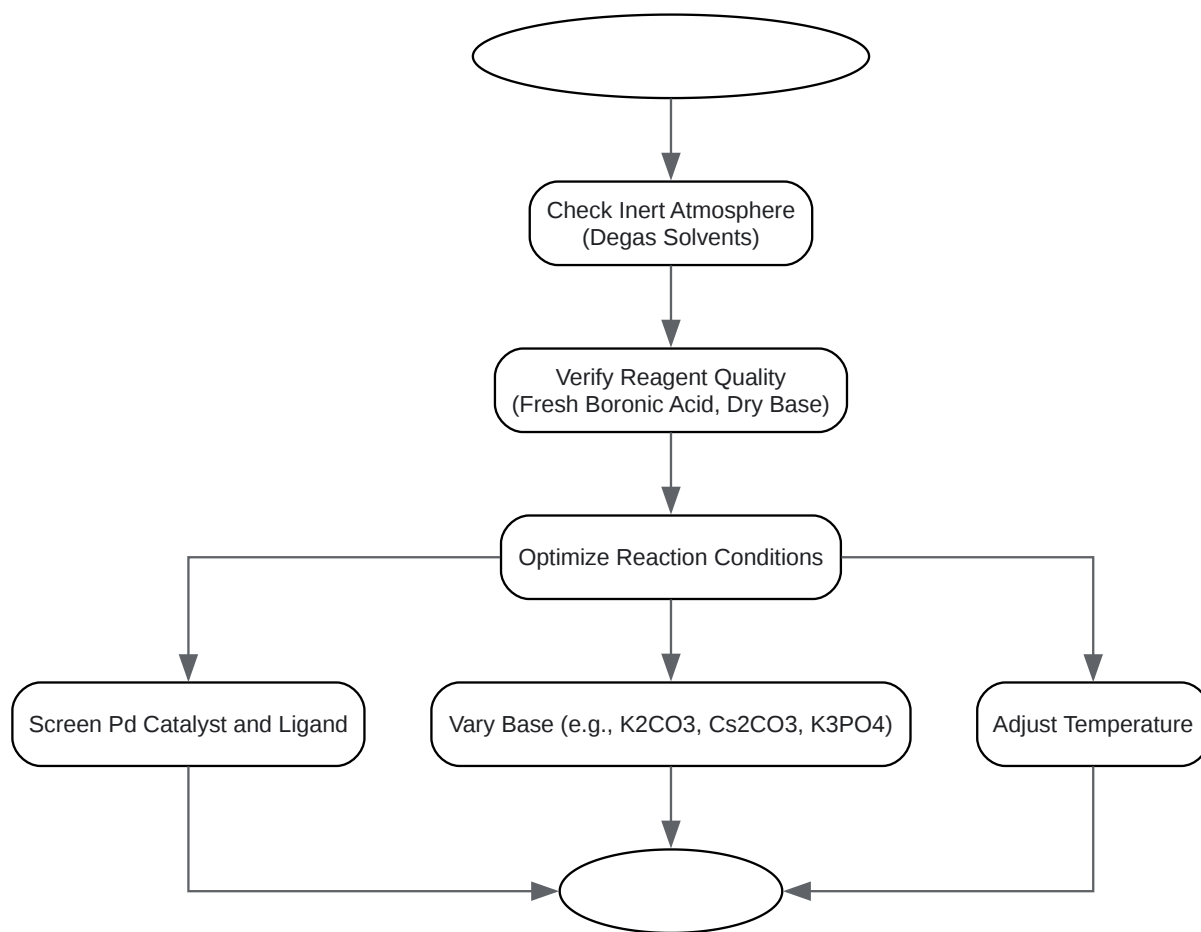 Check Inert Atmosphere
(Degas Solvents)
Verify Reagent Quality
(Fresh Boronic Acid, Dry Base)
Optimize Reaction Conditions
Screen Pd Catalyst and Ligand
Vary Base (e.g., K2CO3, Cs2CO3, K3PO4)
Adjust Temperature